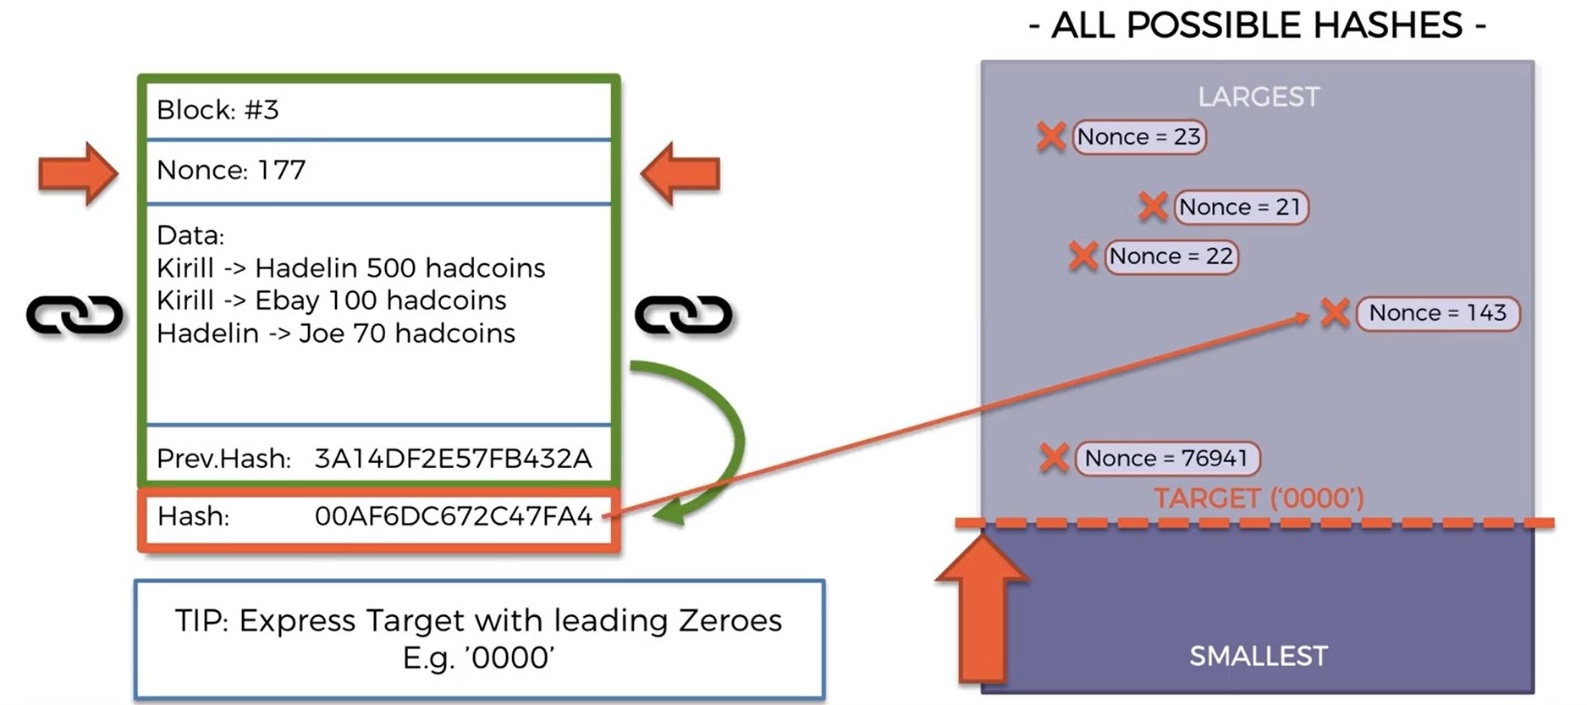 - ALL POSSIBLE HASHES -
Block: #3
Nonce: 177
Data:
Kirill -> Hadelin 500 hadcoins
Kirill -> Ebay 100 hadcoins
Hadelin -> Joe 70 hadcoins
Prev.Hash: 3A14DF2E57FB432A
Hash: 00AF6DC672C47FA4
TIP: Express Target with leading Zeroes
E.g. '0000'
LARGEST
Nonce = 23
Nonce = 21
Nonce = 22
Nonce = 143
Nonce = 76941
TARGET ('0000')
SMALLEST